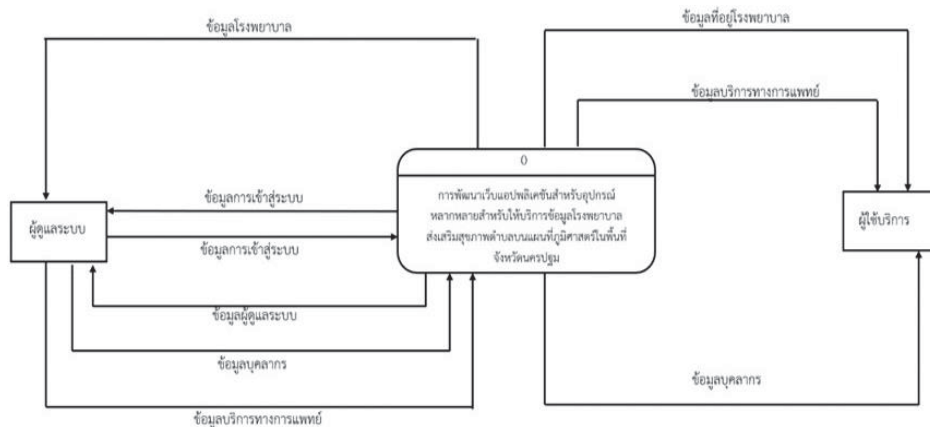 ข้อมูลโรงพยาบาล
ข้อมูลที่อยู่โรงพยาบาล
ข้อมูลบริการทางการแพทย์
0
การพัฒนาเว็บแอปพลิเคชันสำหรับอุปกรณ์
หลากหลายสำหรับให้บริการข้อมูลโรงพยาบาล
ส่งเสริมสุขภาพตำบลบนแผนที่ภูมิศาสตร์ในพื้นที่
จังหวัดนครปฐม
ข้อมูลการเข้าสู่ระบบ
ผู้ดูแลระบบ
ผู้ใช้บริการ
ข้อมูลการเข้าสู่ระบบ
ข้อมูลผู้ดูแลระบบ
ข้อมูลบุคลากร
ข้อมูลบุคลากร
ข้อมูลบริการทางการแพทย์